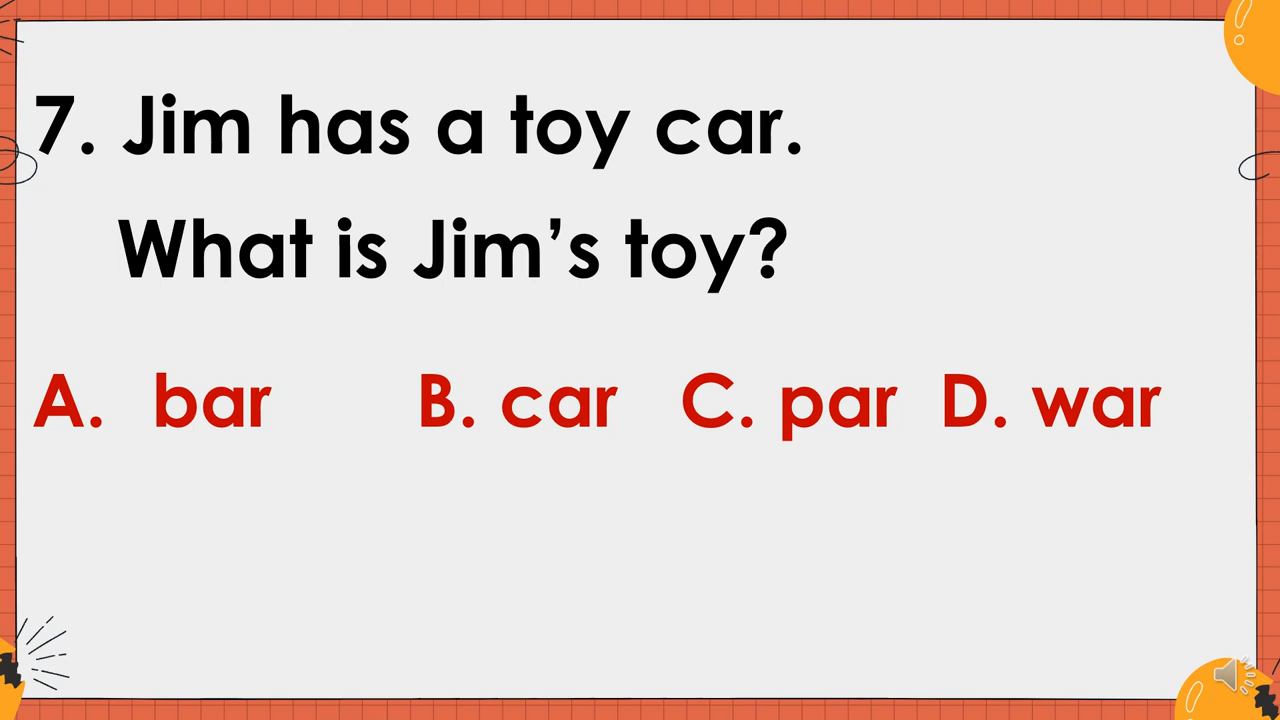 7. Jim has a toy car.
What is Jim’s toy?
A. bar B. car C. par D. war